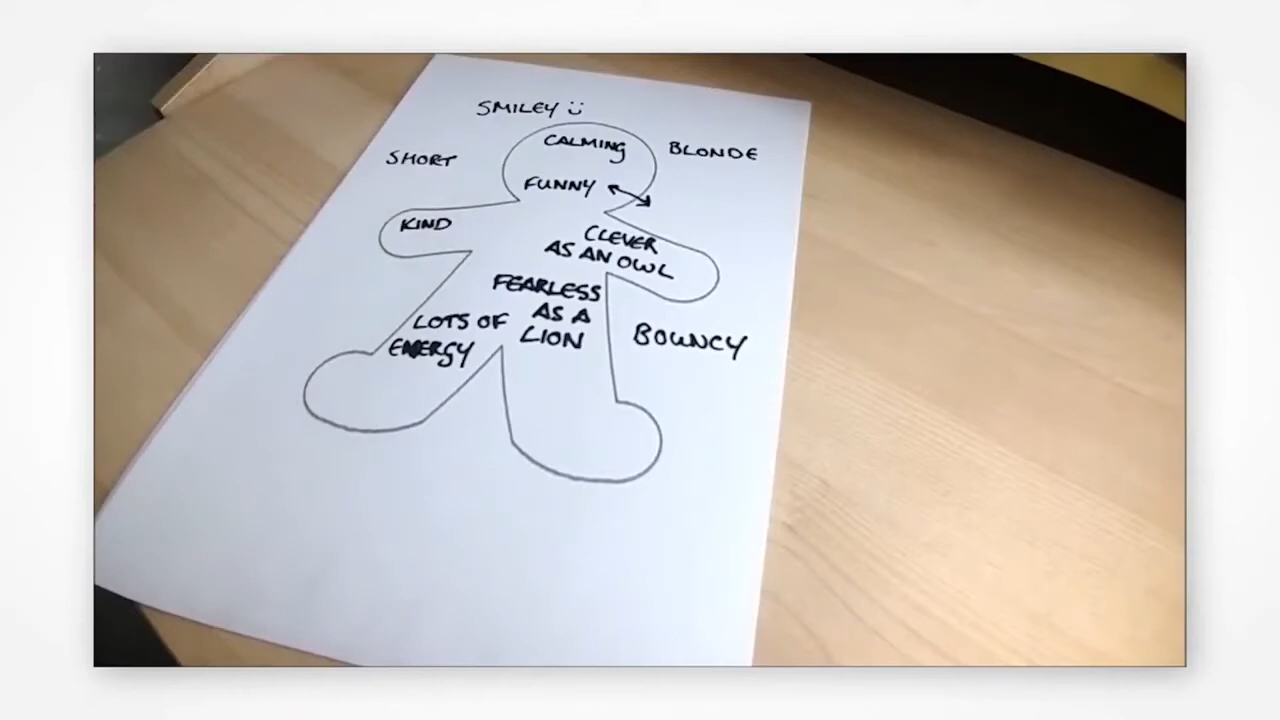 SMILEY
CALMING
BLONDE
SHORT
FUNNY
KIND
CLEVER
AS AN OWL
FEARLESS
AS A
LION
LOTS OF
ENERGY
BOUNCY